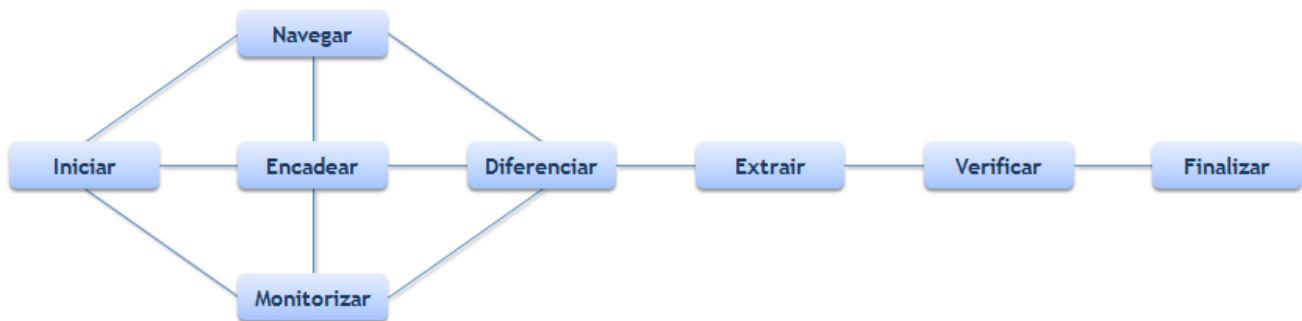 Navegar
Iniciar
Encadear
Diferenciar
Extrair
Verificar
Finalizar
Monitorizar